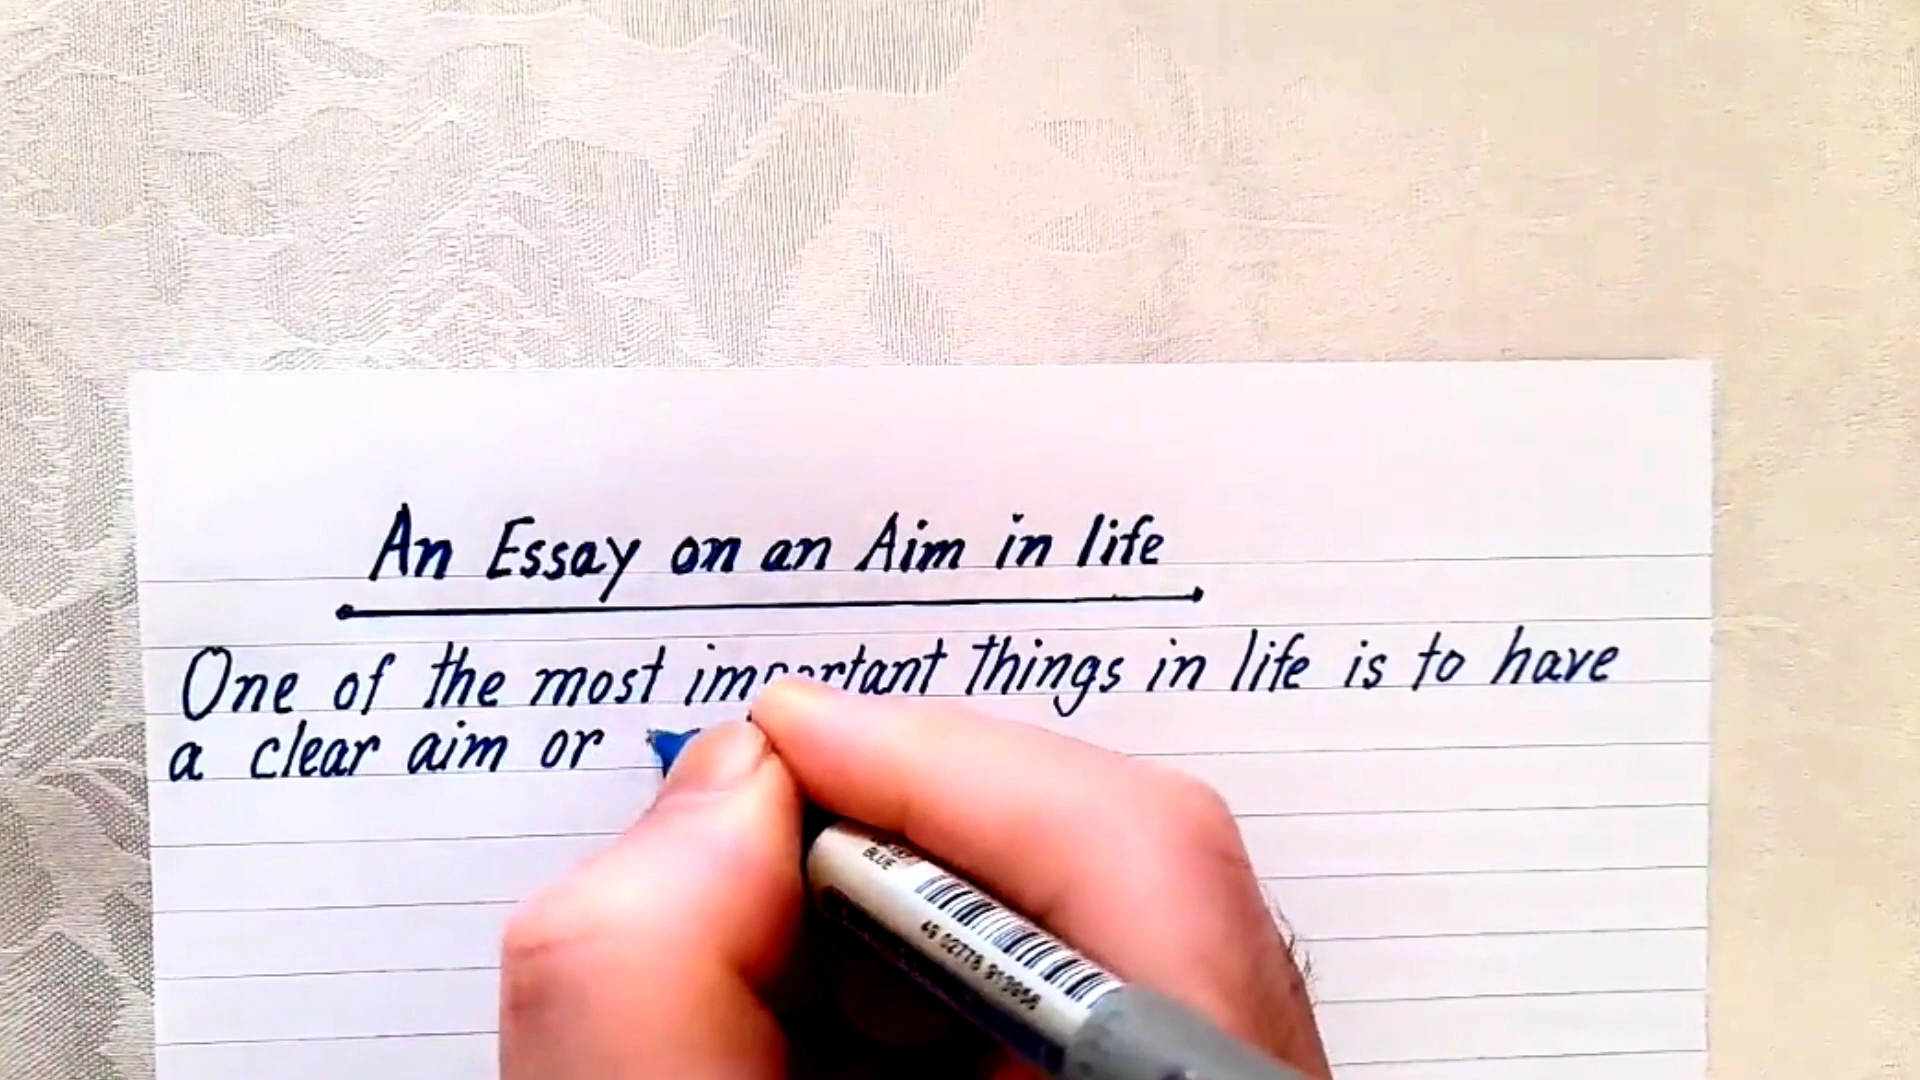 An Essay on an Aim in life
One of the most important things in life is to have
a clear aim or
BLUE